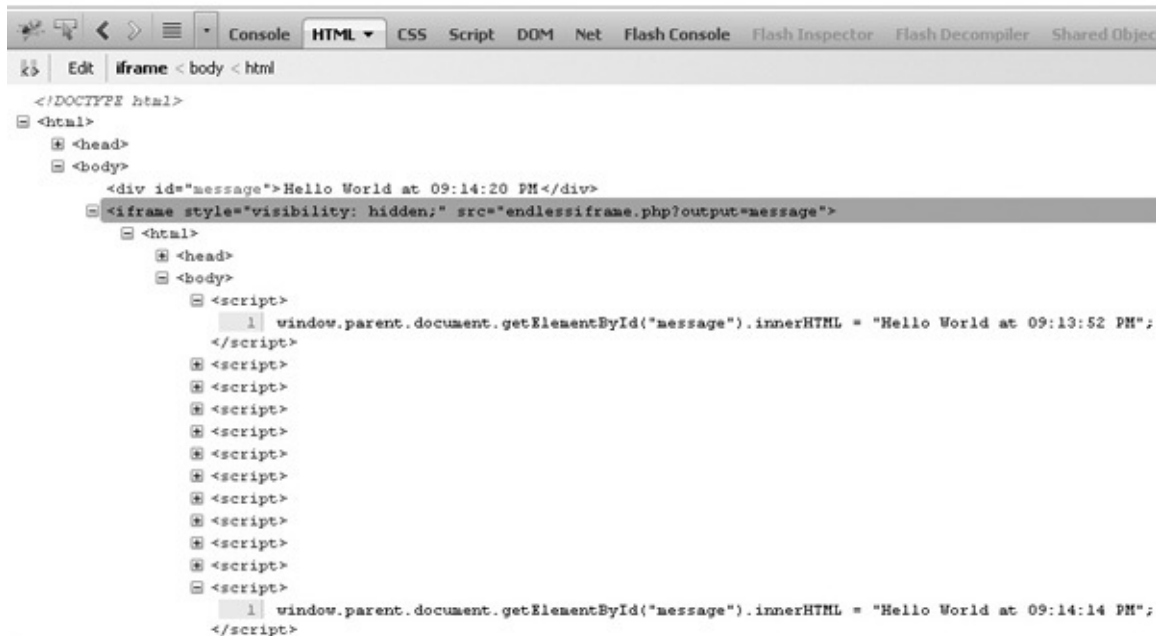 Console HTML CSS Script DOM Net Flash Console Flash Inspector Flash Decompiler Shared Objec
Edit iframe < body < html
<!DOCTYPE html>
<html>
<head>
<body>
<div id="message">Hello World at 09:14:20 PM</div>
<iframe style="visibility: hidden;" src="endlessiframe.php?output=message">
<html>
<head>
<body>
<script>
1 window.parent.document.getElementById("message").innerHTML = "Hello World at 09:13:52 PM";
</script>
<script>
<script>
<script>
<script>
<script>
<script>
<script>
<script>
<script>
<script>
<script>
1 window.parent.document.getElementById("message").innerHTML = "Hello World at 09:14:14 PM";
</script>